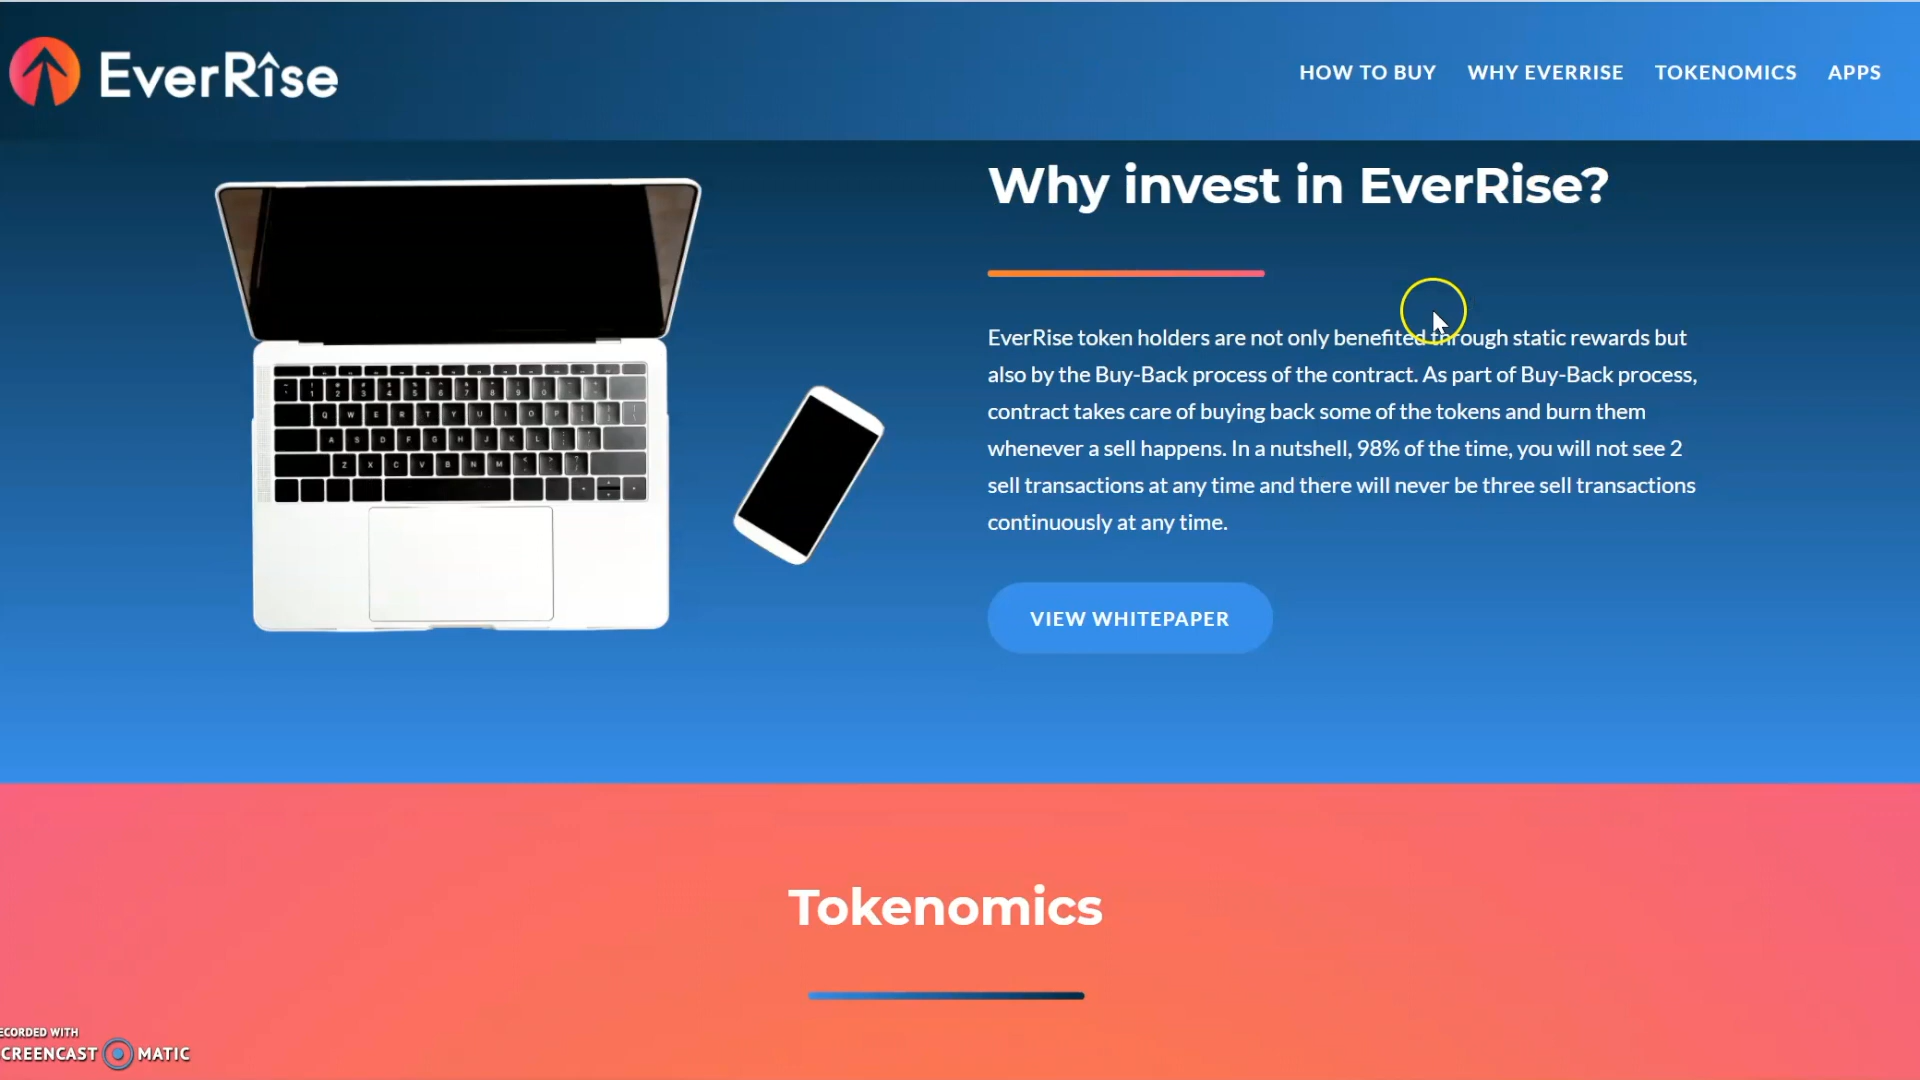 EverRîse
HOW TO BUY WHY EVERRISE TOKENOMICS APPS
Why invest in EverRise?
EverRise token holders are not only benefited through static rewards but
also by the Buy-Back process of the contract. As part of Buy-Back process,
contract takes care of buying back some of the tokens and burn them
whenever a sell happens. In a nutshell, 98% of the time, you will not see 2
sell transactions at any time and there will never be three sell transactions
continuously at any time.
VIEW WHITEPAPER
Tokenomics
ECORDED WITH
CREENCAST MATIC